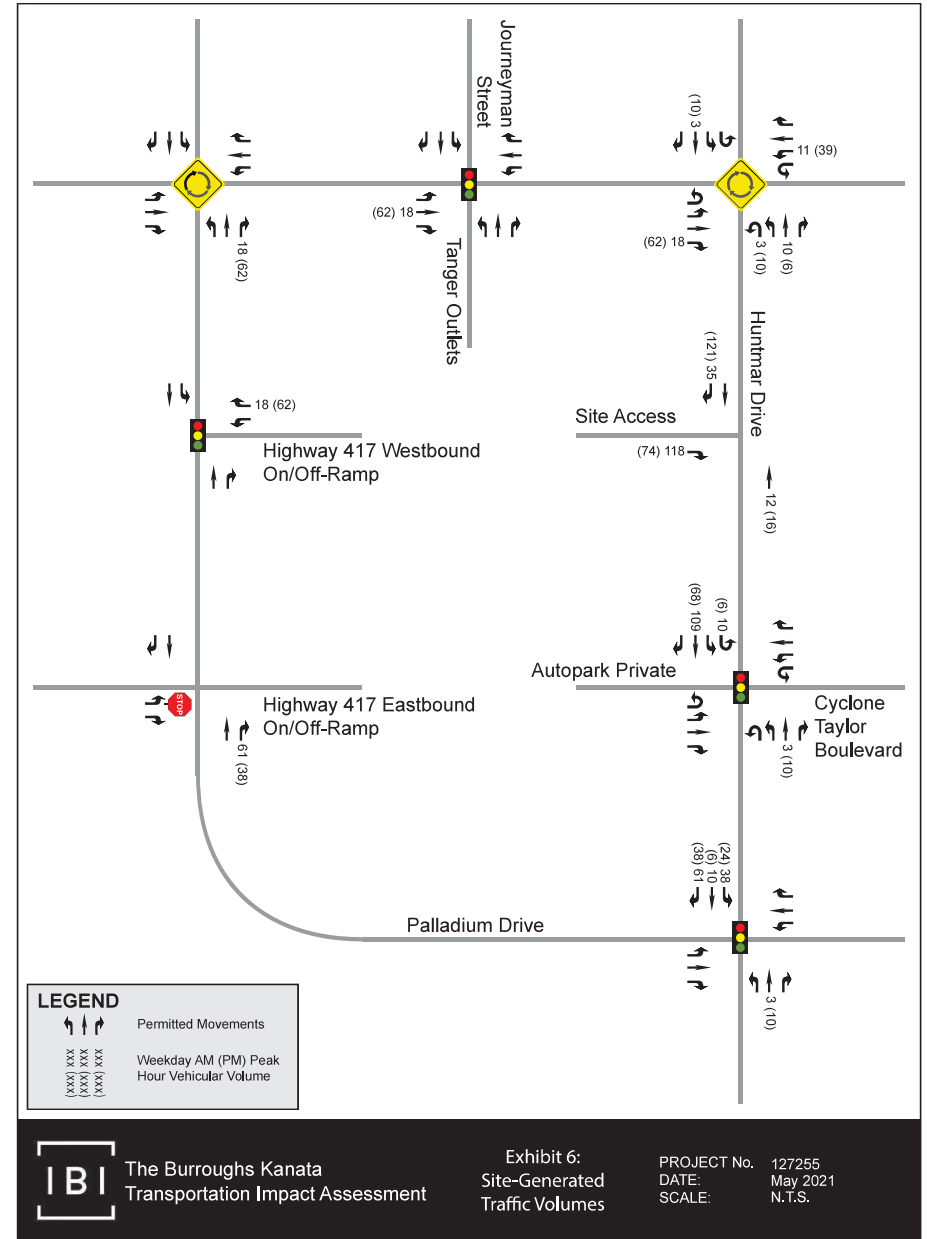 Journeyman
Street
(10) 3
11 (39)
18 (62)
(62) 18
Tanger Outlets
(62) 18
3 (10)
10 (6)
Huntmar Drive
(121) 35
18 (62)
Highway 417 Westbound
On/Off-Ramp
Site Access
(74) 118
12 (16)
(68) 109
(6) 10
Autopark Private
Highway 417 Eastbound
On/Off-Ramp
STOP
61 (38)
Cyclone
Taylor
Boulevard
3 (10)
(38) 61
(6) 10
(24) 38
Palladium Drive
3 (10)
LEGEND
Permitted Movements
XXX (XXX)
XXX (XXX)
XXX (XXX)
Weekday AM (PM) Peak
Hour Vehicular Volume
IBI
The Burroughs Kanata
Transportation Impact Assessment
Exhibit 6:
Site-Generated
Traffic Volumes
PROJECT No. 127255
DATE: May 2021
SCALE: N.T.S.